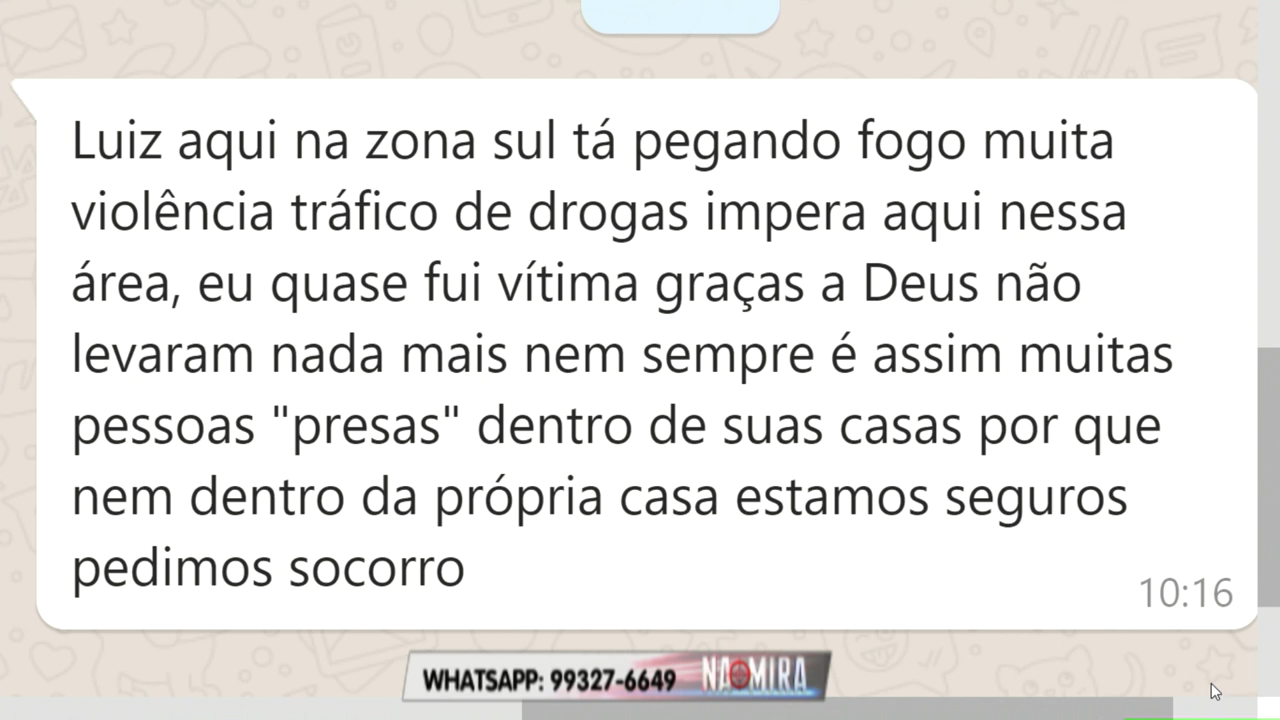 Luiz aqui na zona sul tá pegando fogo muita
violência tráfico de drogas impera aqui nessa
área, eu quase fui vítima graças a Deus não
levaram nada mais nem sempre é assim muitas
pessoas "presas" dentro de suas casas por que
nem dentro da própria casa estamos seguros
pedimos socorro
10:16
WHATSAPP: 99327-6649 NA MIRA